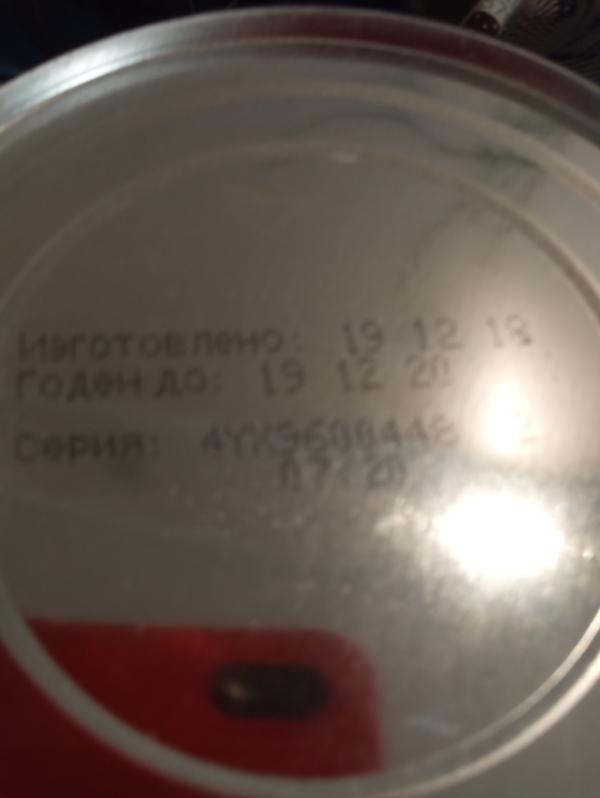 Изготовлено: 19 12 18
Годен до: 19 12 20
Серия:
07:20